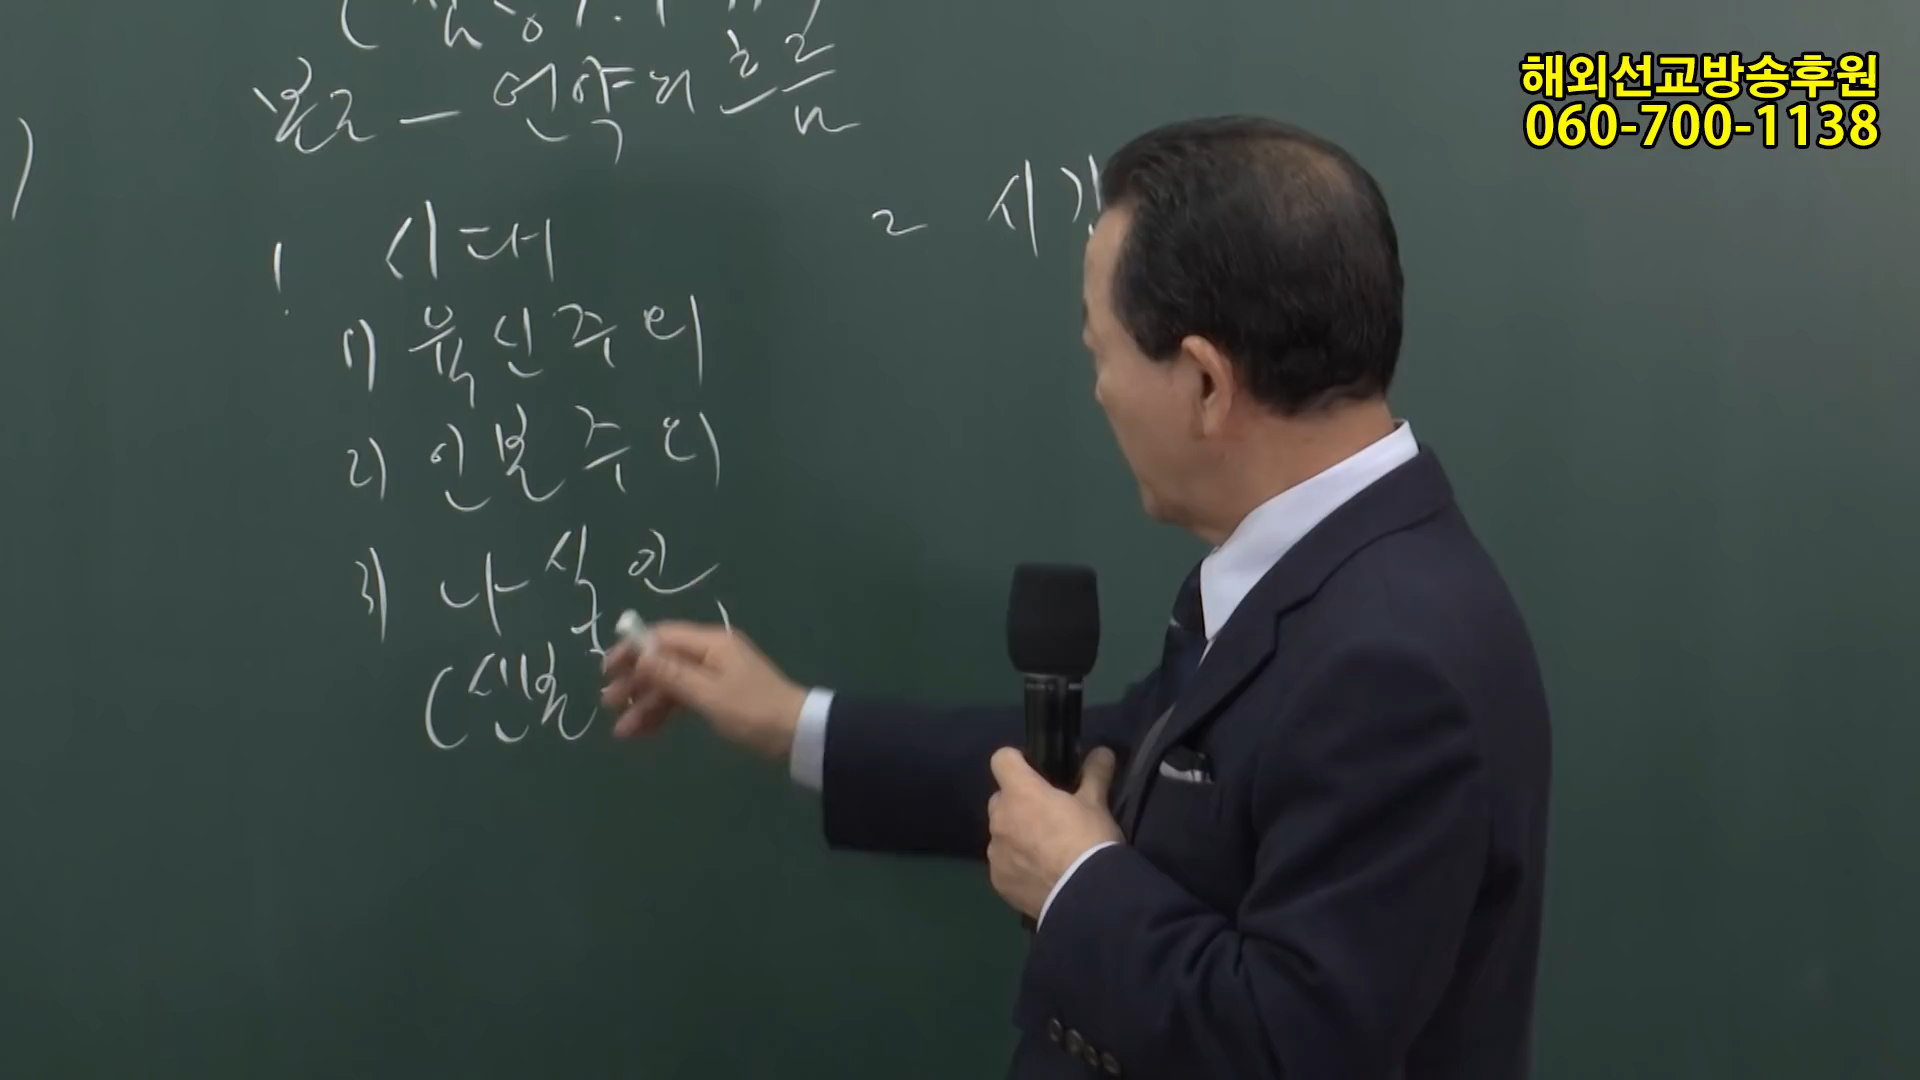 해외선교방송후원
060-700-1138
본론 - 언약의 흐름
1 시대
1) 육신주의
2) 인본주의
3) 나실인
(신본
2 시간